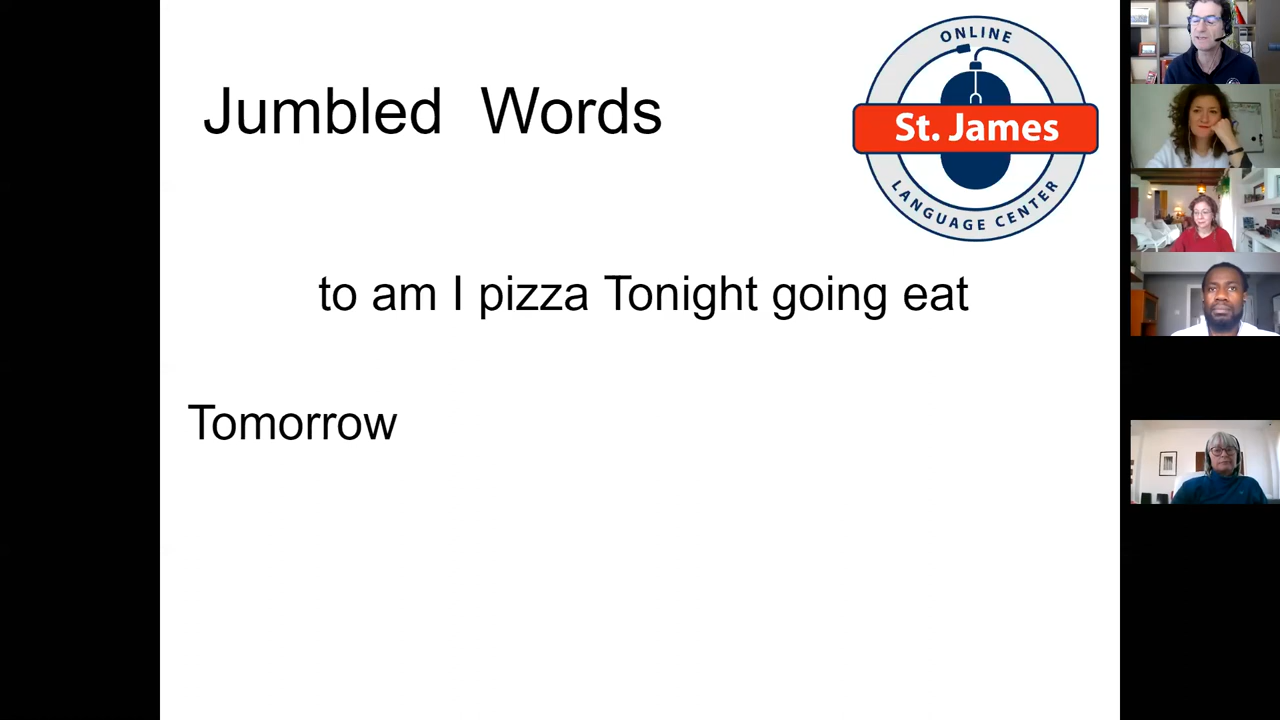 Jumbled Words
ONLINE
St. James
LANGUAGE CENTER
to am I pizza Tonight going eat
Tomorrow